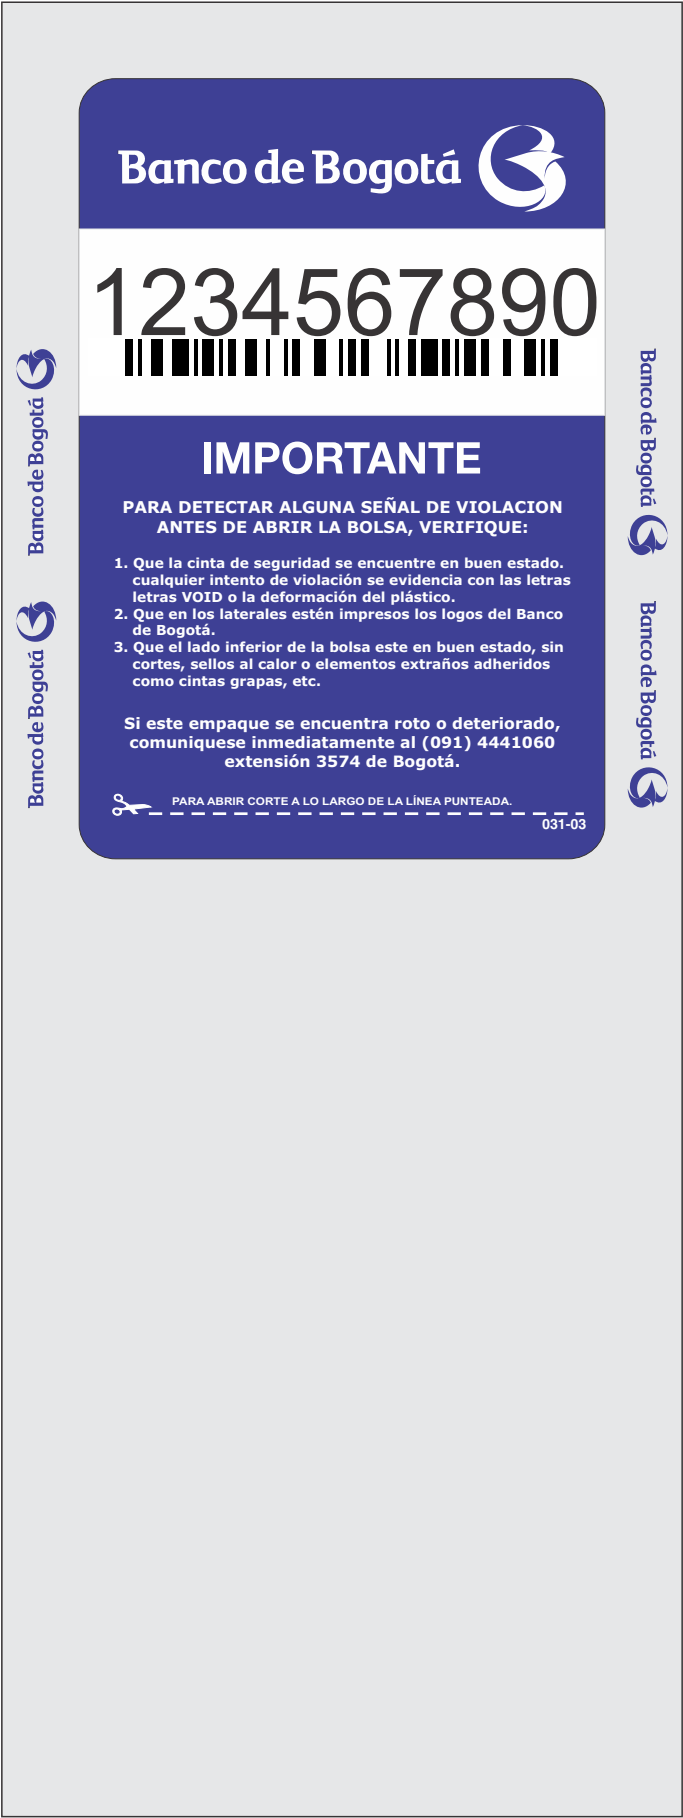 Banco de Bogotá
1234567890
IMPORTANTE
PARA DETECTAR ALGUNA SEÑAL DE VIOLACION
ANTES DE ABRIR LA BOLSA, VERIFIQUE:
1. Que la cinta de seguridad se encuentre en buen estado.
cualquier intento de violación se evidencia con las letras
letras VOID o la deformación del plástico.
2. Que en los laterales estén impresos los logos del Banco
de Bogotá.
3. Que el lado inferior de la bolsa este en buen estado, sin
cortes, sellos al calor o elementos extraños adheridos
como cintas grapas, etc.
Si este empaque se encuentra roto o deteriorado,
comuniquese inmediatamente al (091) 4441060
extensión 3574 de Bogotá.
PARA ABRIR CORTE A LO LARGO DE LA LÍNEA PUNTEADA.
031-03
Banco de Bogotá
Banco de Bogotá
Banco de Bogotá
Banco de Bogotá